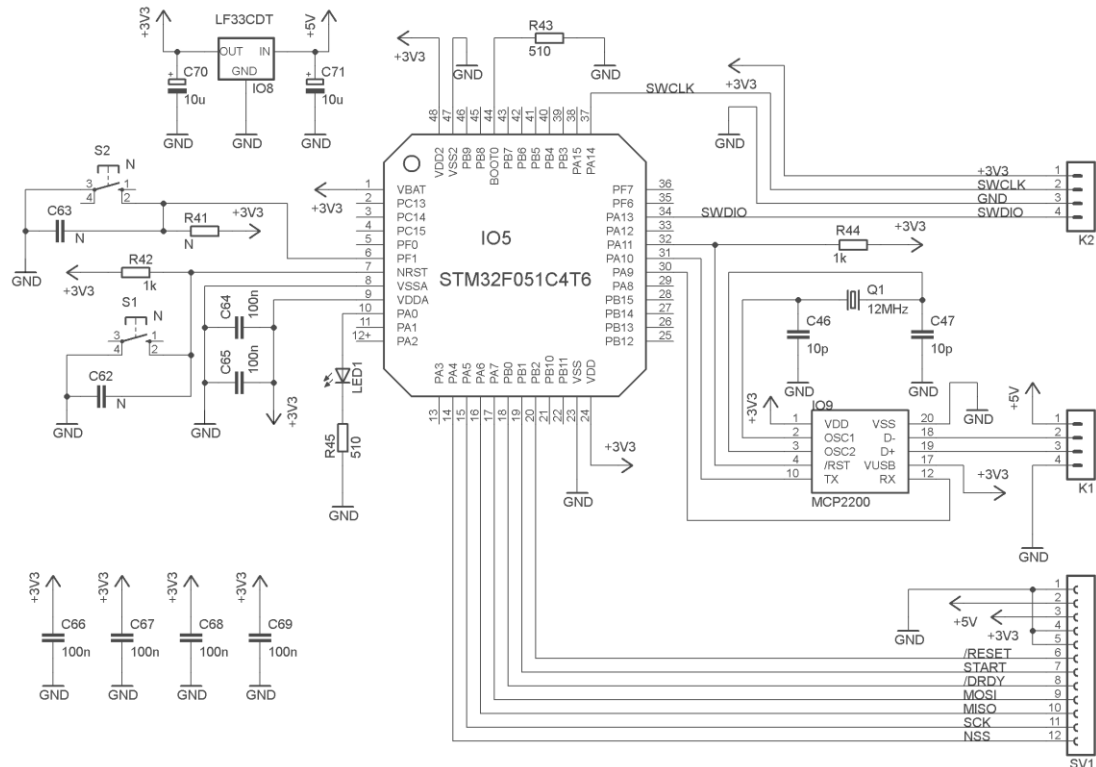 LF33CDT
+3V3
+5V
OUT IN
GND
IO8
C70
10u
C71
10u
GND
GND
GND
R43
510
+3V3
GND
GND
SWCLK
+3V3
GND
48 47 46 45 44 43 42 41 40 39 38 37
VDD2 VSS2 PB9 PB8 BOOT0 PB7 PB6 PB5 PB4 PB3 PA15 PA14
S2
N
3 1
4 2
C63
N
R41
N
+3V3
GND
R42
1k
+3V3
S1
N
3 1
4 2
C62
N
GND
C64
100n
C65
100n
GND
+3V3
+3V3
1 VBAT
2 PC13
3 PC14
4 PC15
5 PF0
6 PF1
7 NRST
8 VSSA
9 VDDA
10 PA0
11 PA1
12+ PA2
IO5
STM32F051C4T6
PF7 36
PF6 35
PA13 34
PA12 33
PA11 32
PA10 31
PA9 30
PA8 29
PB15 28
PB14 27
PB13 26
PB12 25
PA3 PA4 PA5 PA6 PA7 PB0 PB1 PB2 PB10 PB11 VSS VDD
13 14 15 16 17 18 19 20 21 22 23 24
LED1
R45
510
GND
+3V3
GND
SWDIO
+3V3 1
SWCLK 2
GND 3
SWDIO 4
K2
R44
1k
+3V3
Q1
12MHz
C46
10p
C47
10p
GND
GND
+3V3
IO9
1 VDD VSS 20
2 OSC1 D- 18
3 OSC2 D+ 19
4 /RST VUSB 17
10 TX RX 12
MCP2200
GND
+3V3
+5V
1
2
3
4
K1
GND
+3V3
C66
100n
GND
+3V3
C67
100n
GND
+3V3
C68
100n
GND
+3V3
C69
100n
GND
GND
+5V
+3V3
1
2
3
4
5
/RESET 6
START 7
/DRDY 8
MOSI 9
MISO 10
SCK 11
NSS 12
SV1